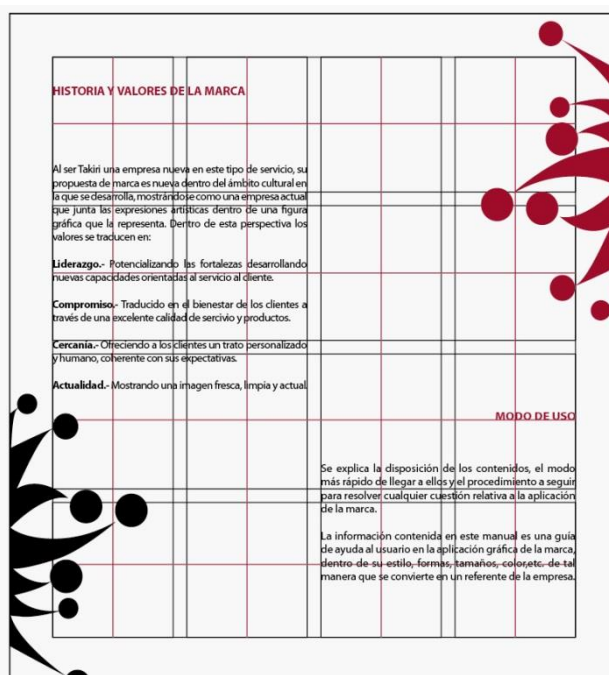 HISTORIA Y VALORES DE LA MARCA
Al ser Takiri una empresa nueva en este tipo de servicio, su
propuesta de marca es nueva dentro del ámbito cultural en
la que se desarrolla, mostrándose como una empresa actual
que junta las expresiones artísticas dentro de una figura
gráfica que la representa. Dentro de esta perspectiva los
valores se traducen en:
Liderazgo.- Potencializando las fortalezas desarrollando
nuevas capacidades orientadas al servicio al cliente.
Compromiso.- Traducido en el bienestar de los clientes a
través de una excelente calidad de sercivio y productos.
Cercanía.- Ofreciendo a los clientes un trato personalizado
y humano, coherente con sus expectativas.
Actualidad.- Mostrando una imagen fresca, limpia y actual.
MODO DE USO
Se explica la disposición de los contenidos, el modo
más rápido de llegar a ellos y el procedimiento a seguir
para resolver cualquier cuestión relativa a la aplicación
de la marca.
La información contenida en este manual es una guía
de ayuda al usuario en la aplicación gráfica de la marca,
dentro de su estilo, formas, tamaños, color,etc. de tal
manera que se convierte en un referente de la empresa.